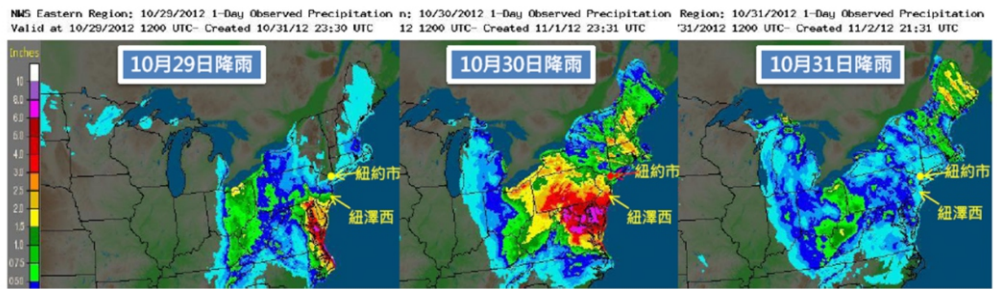 NWS Eastern Region: 10/29/2012 1-Day Observed Precipitation
Valid at 10/29/2012 1200 UTC- Created 10/31/12 23:30 UTC
n: 10/30/2012 1-Day Observed Precipitation
12 1200 UTC- Created 11/1/12 23:31 UTC
Region: 10/31/2012 1-Day Observed Precipitation
/31/2012 1200 UTC- Created 11/2/12 21:31 UTC
Inches
10
8.0
6.0
5.0
4.0
3.0
2.5
2.0
1.5
1.0
0.50
10月29日降雨
紐約市
紐澤西
10月30日降雨
紐約市
紐澤西
10月31日降雨
紐約市
紐澤西